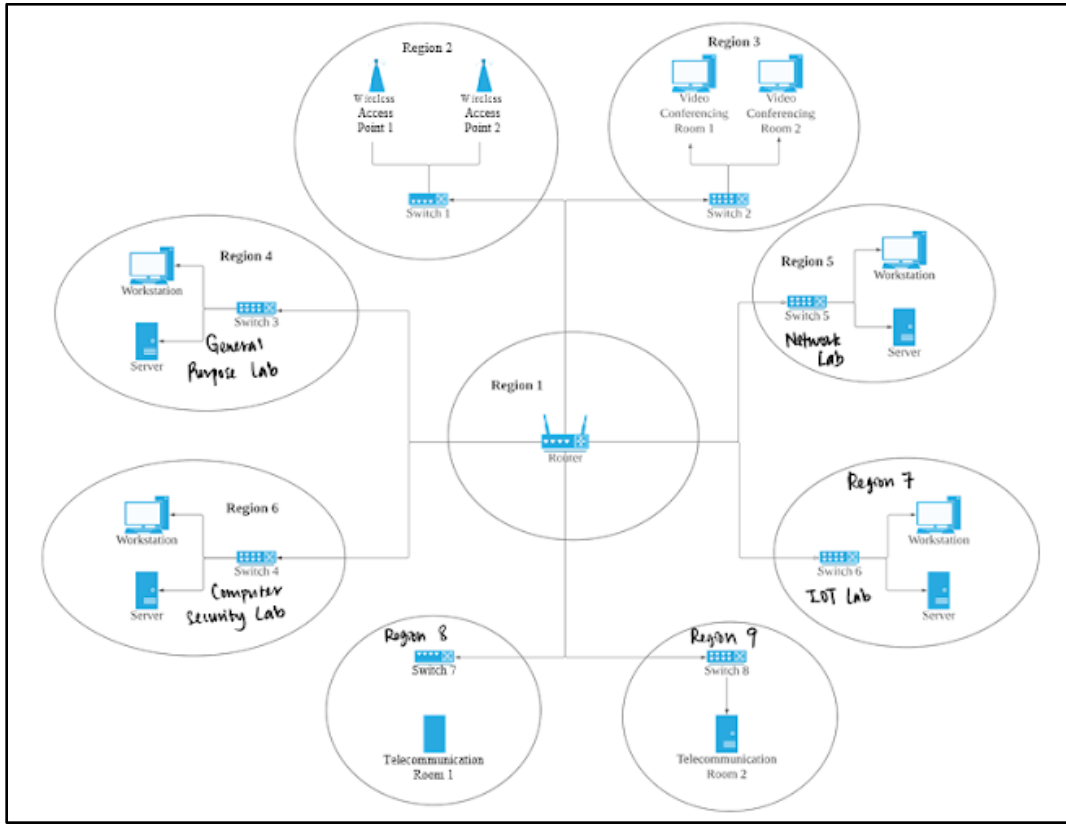 Region 2
Wireless
Access
Point 1
Wireless
Access
Point 2
Switch 1
Region 3
Video
Conferencing
Room 1
Video
Conferencing
Room 2
Switch 2
Region 4
Workstation
Switch 3
Server
General
Purpose Lab
Region 5
Workstation
Switch 5
Server
Network
Lab
Region 1
Router
Region 6
Workstation
Switch 4
Server
Computer
Security Lab
Region 7
Workstation
Switch 6
Server
IOT Lab
Region 8
Switch 7
Telecommunication
Room 1
Region 9
Switch 8
Telecommunication
Room 2